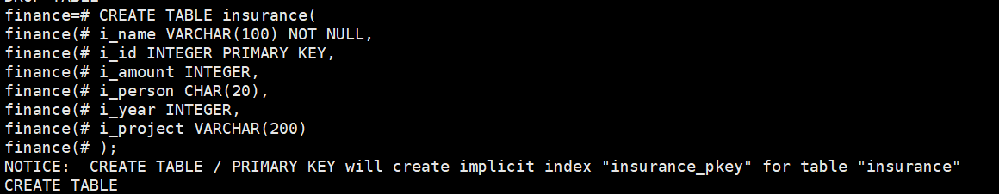 DROP TABLE
finance=# CREATE TABLE insurance(
finance(# i_name VARCHAR(100) NOT NULL,
finance(# i_id INTEGER PRIMARY KEY,
finance(# i_amount INTEGER,
finance(# i_person CHAR(20),
finance(# i_year INTEGER,
finance(# i_project VARCHAR(200)
finance(# );
NOTICE:  CREATE TABLE / PRIMARY KEY will create implicit index "insurance_pkey" for table "insurance"
CREATE TABLE